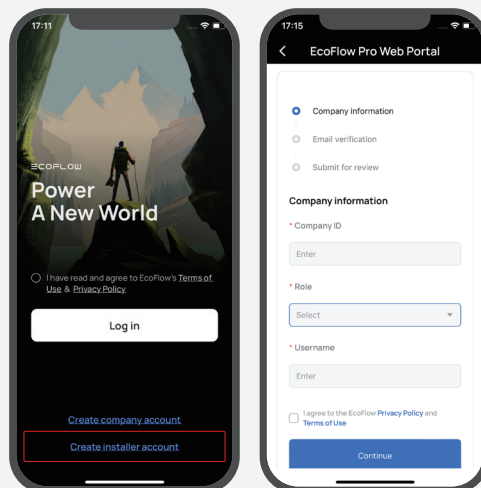 17:11
ECOFLOW
Power
A New World
I have read and agree to EcoFlow's Terms of
Use & Privacy Policy
Log in
Create company account
Create installer account
17:15
EcoFlow Pro Web Portal
Company information
Email verification
Submit for review
Company information
* Company ID
Enter
* Role
Select
* Username
Enter
I agree to the EcoFlow Privacy Policy and
Terms of Use
Continue